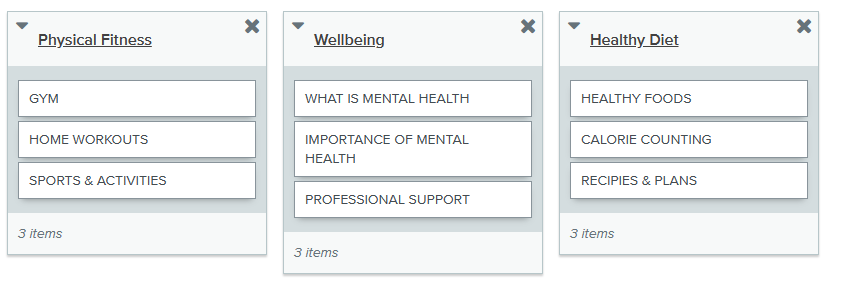 Physical Fitness
GYM
HOME WORKOUTS
SPORTS & ACTIVITIES
3 items
Wellbeing
WHAT IS MENTAL HEALTH
IMPORTANCE OF MENTAL
HEALTH
PROFESSIONAL SUPPORT
3 items
Healthy Diet
HEALTHY FOODS
CALORIE COUNTING
RECIPIES & PLANS
3 items